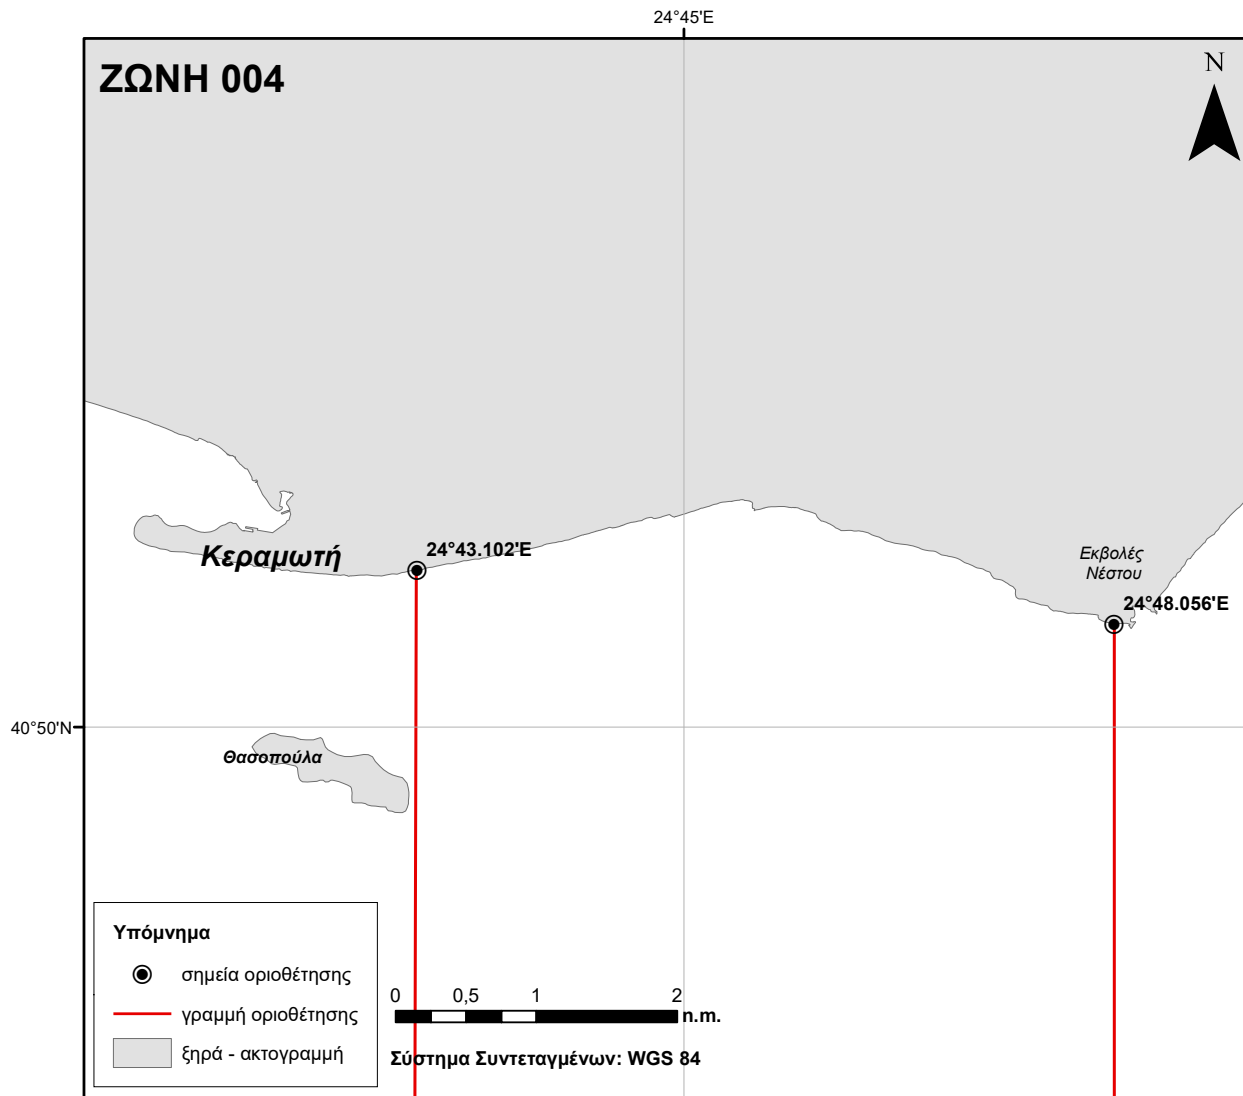 24°45'E
ΖΩΝΗ 004
N
Εκβολές
Νέστου
Κεραμωτή
24°43.102'E
24°48.056'E
40°50'N
Θασοπούλα
Υπόμνημα
σημεία οριοθέτησης
γραμμή οριοθέτησης
ξηρά - ακτογραμμή
0 0,5 1 2
n.m.
Σύστημα Συντεταγμένων: WGS 84